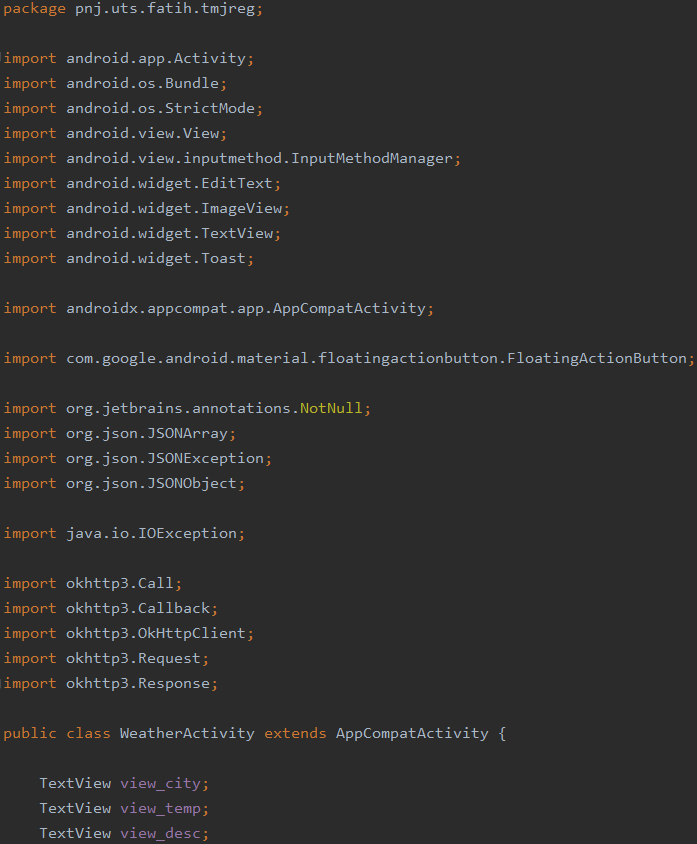 package pnj.uts.fatih.tmjreg;
import android.app.Activity;
import android.os.Bundle;
import android.os.StrictMode;
import android.view.View;
import android.view.inputmethod.InputMethodManager;
import android.widget.EditText;
import android.widget.ImageView;
import android.widget.TextView;
import android.widget.Toast;
import androidx.appcompat.app.AppCompatActivity;
import com.google.android.material.floatingactionbutton.FloatingActionButton;
import org.jetbrains.annotations.NotNull;
import org.json.JSONArray;
import org.json.JSONException;
import org.json.JSONObject;
import java.io.IOException;
import okhttp3.Call;
import okhttp3.Callback;
import okhttp3.OkHttpClient;
import okhttp3.Request;
import okhttp3.Response;
public class WeatherActivity extends AppCompatActivity {
TextView view_city;
TextView view_temp;
TextView view_desc;